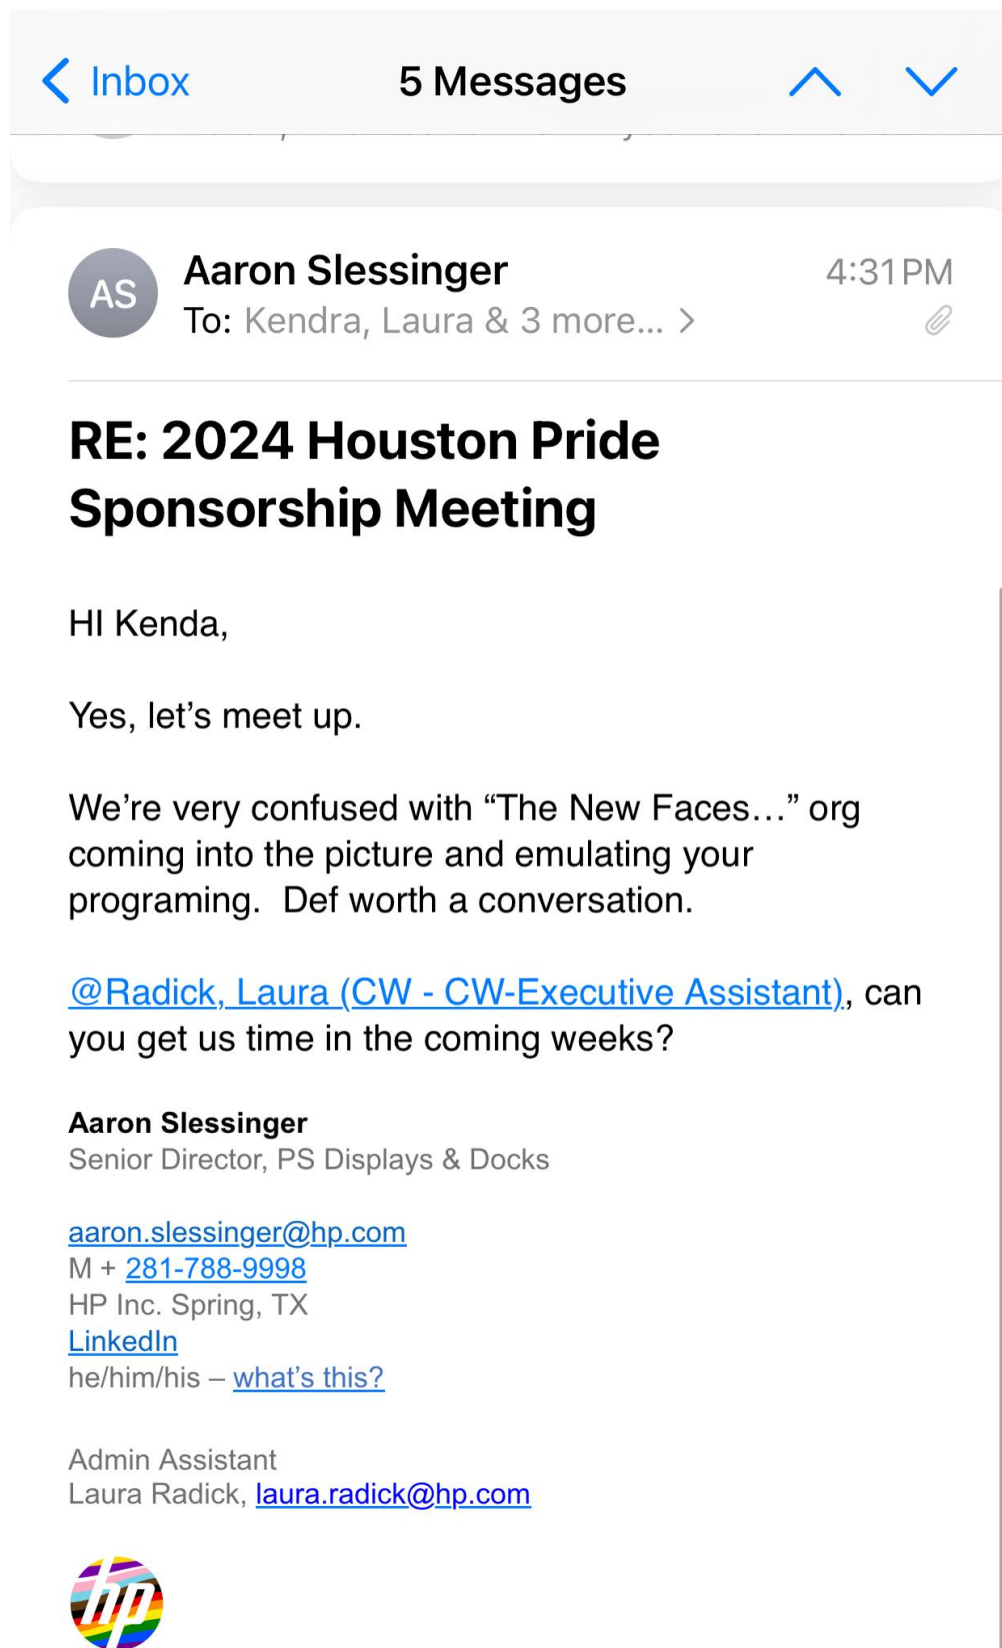 Inbox
5 Messages
AS
Aaron Slessinger
4:31 PM
To: Kendra, Laura & 3 more...
RE: 2024 Houston Pride
Sponsorship Meeting
HI Kenda,
Yes, let’s meet up.
We’re very confused with “The New Faces…” org
coming into the picture and emulating your
programing.  Def worth a conversation.
@Radick, Laura (CW - CW-Executive Assistant), can
you get us time in the coming weeks?
Aaron Slessinger
Senior Director, PS Displays & Docks
aaron.slessinger@hp.com
M + 281-788-9998
HP Inc. Spring, TX
LinkedIn
he/him/his – what’s this?
Admin Assistant
Laura Radick, laura.radick@hp.com
hp